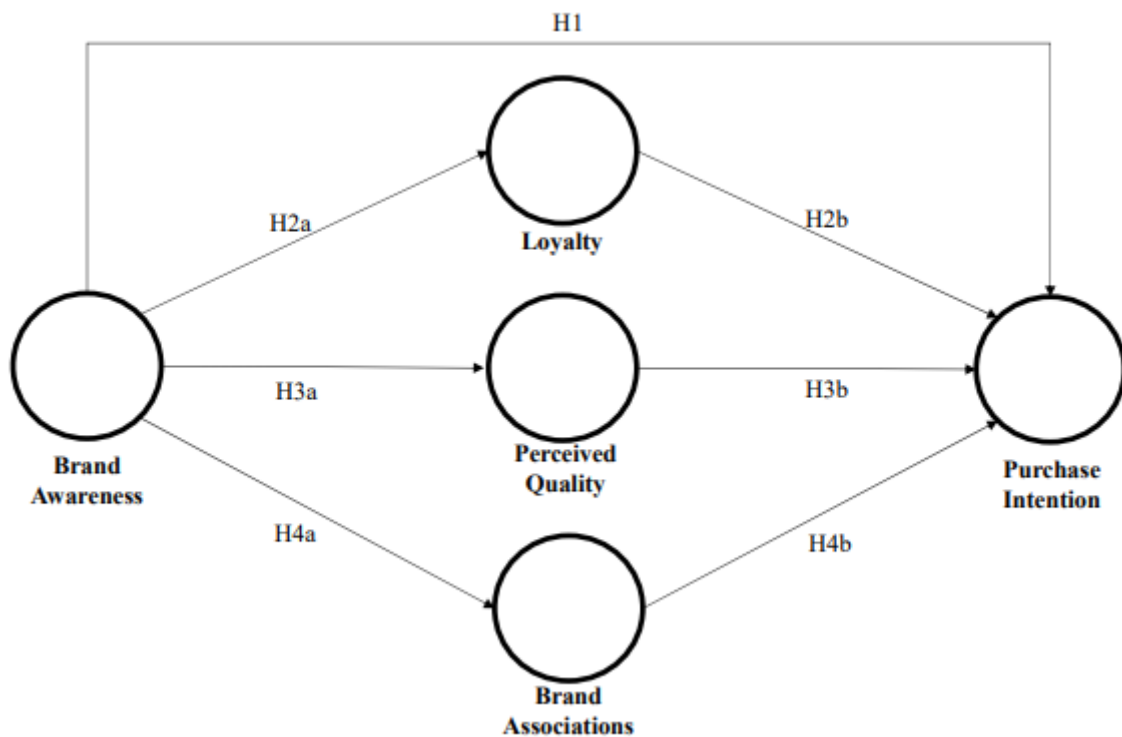 H1
H2a
H2b
Loyalty
H3a
H3b
Brand
Awareness
Perceived
Quality
Purchase
Intention
H4a
H4b
Brand
Associations